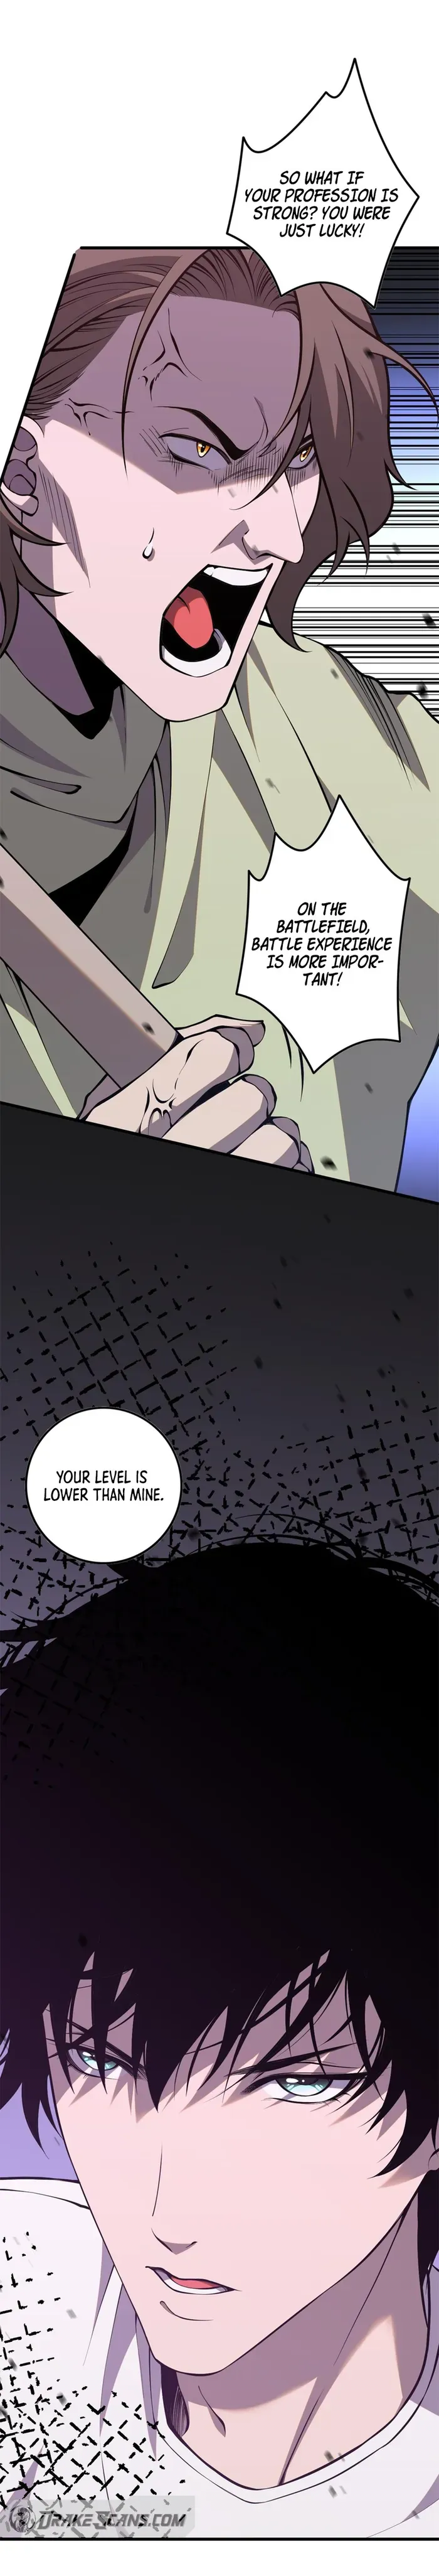 SO WHAT IF
YOUR PROFESSION IS
STRONG? YOU WERE
JUST LUCKY!
ON THE
BATTLEFIELD,
BATTLE EXPERIENCE
IS MORE IMPOR-
TANT!
YOUR LEVEL IS
LOWER THAN MINE.
DRAKESCANS.COM